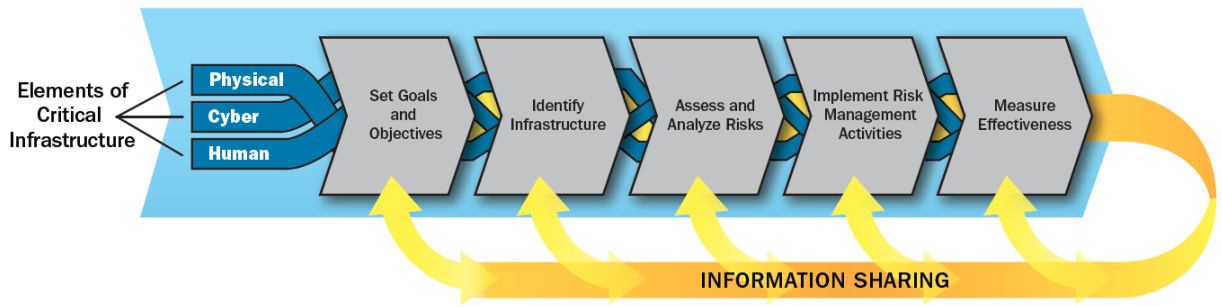 Elements of
Critical
Infrastructure
Physical
Cyber
Human
Set Goals
and
Objectives
Identify
Infrastructure
Assess and
Analyze Risks
Implement Risk
Management
Activities
Measure
Effectiveness
INFORMATION SHARING